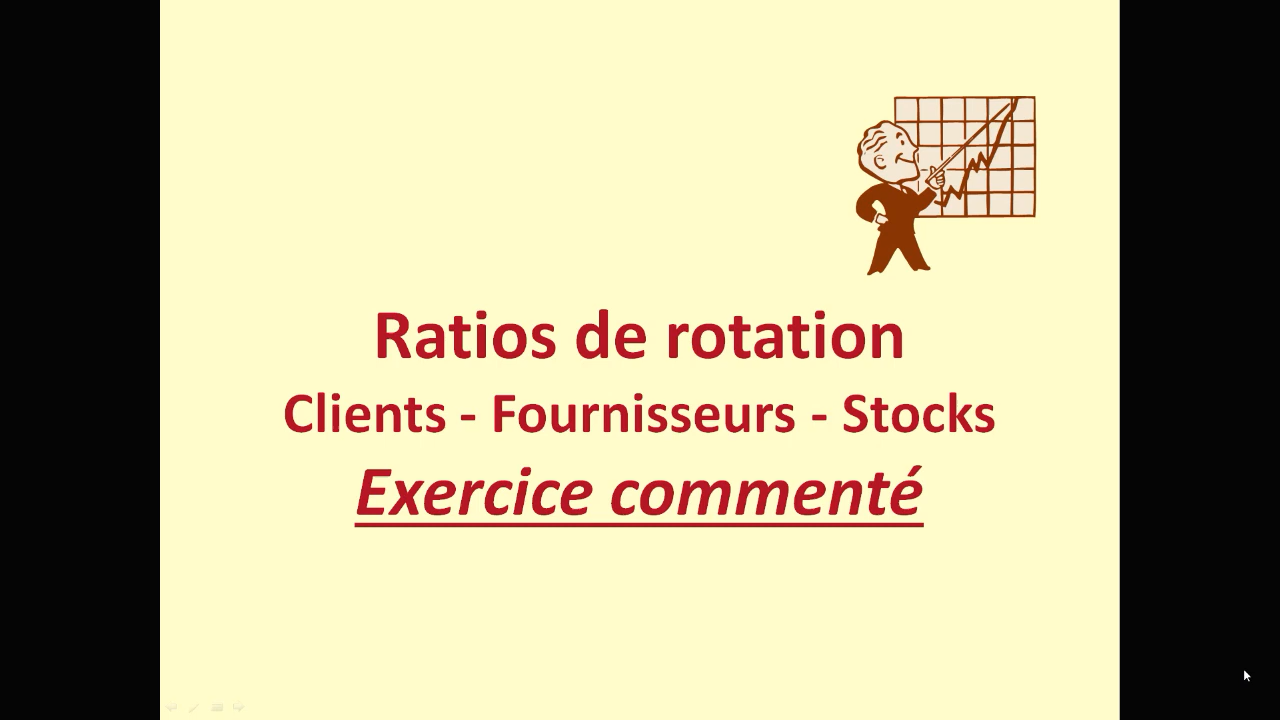 Ratios de rotation
Clients - Fournisseurs - Stocks
Exercice commenté